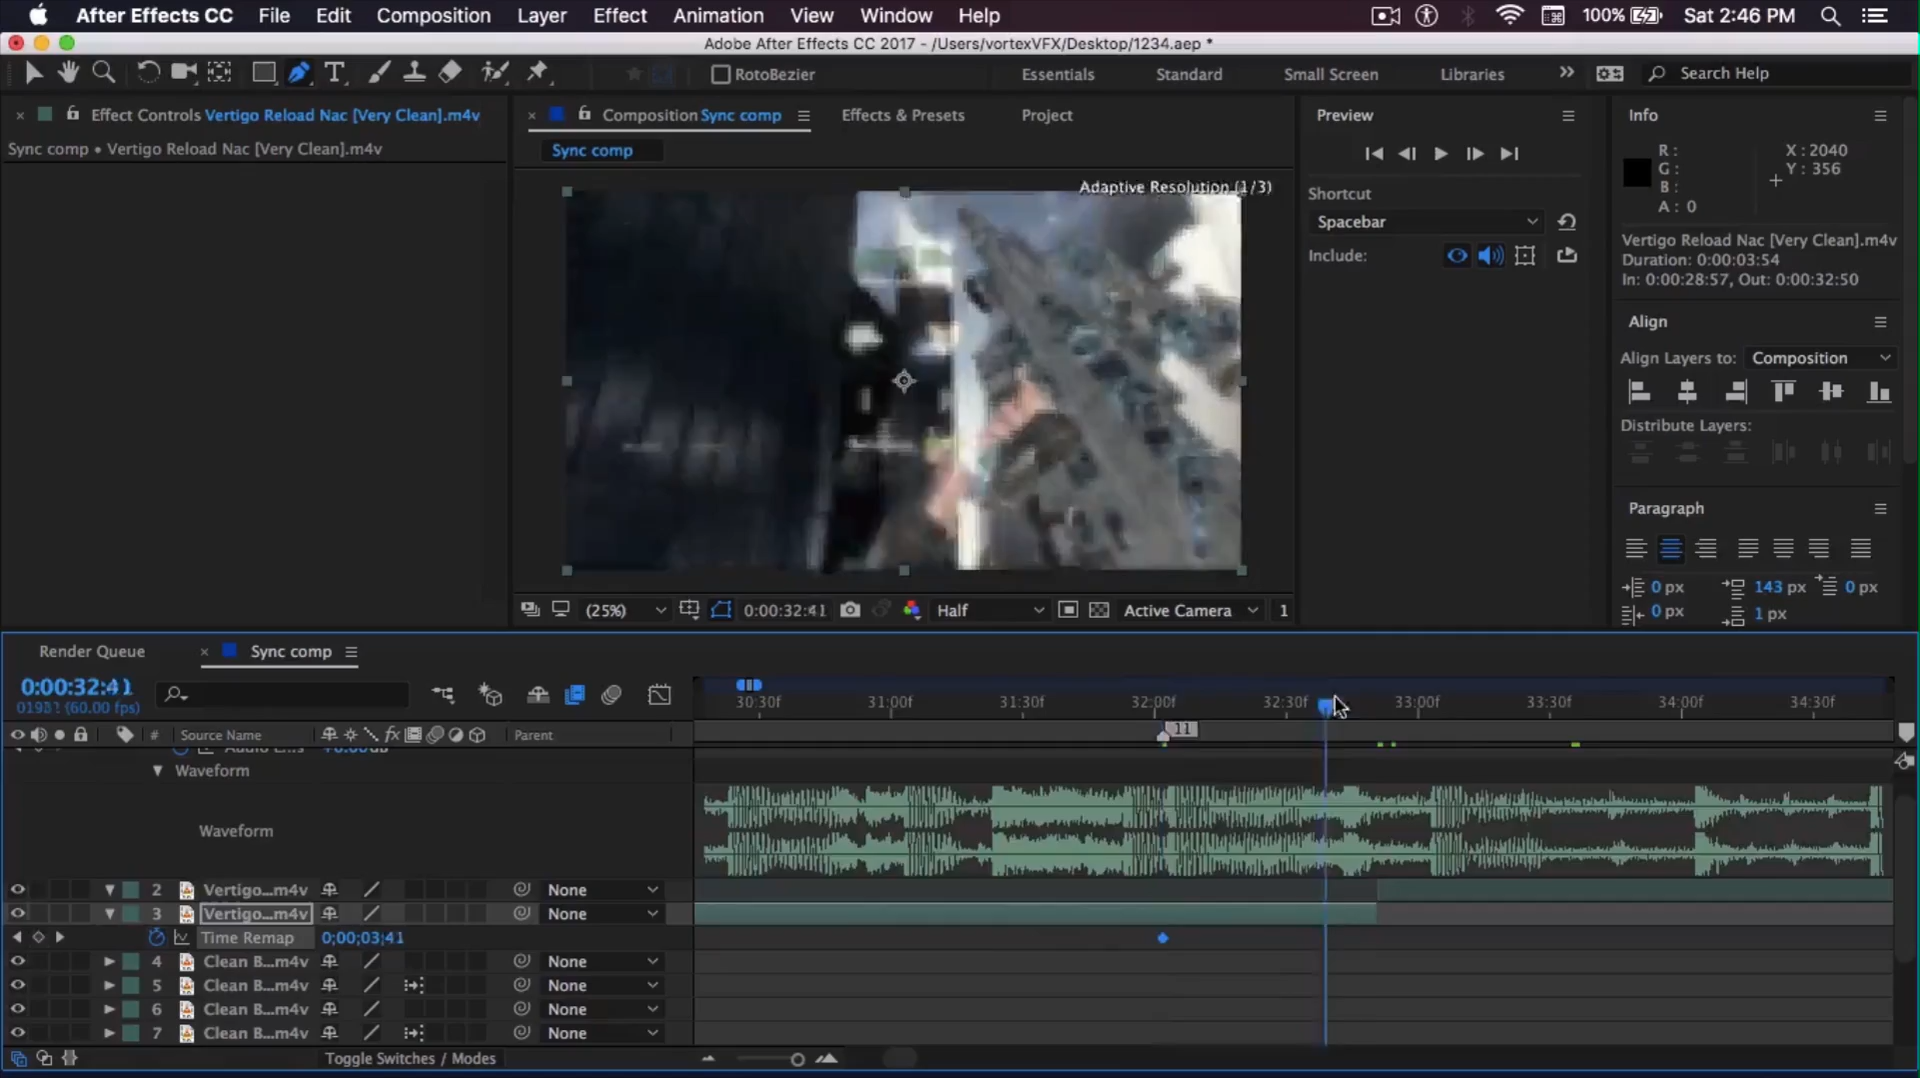 After Effects CC File Edit Composition Layer Effect Animation View Window Help 100% Sat 2:46 PM
Adobe After Effects CC 2017 - /Users/vortexVFX/Desktop/1234.aep *
RotoBezier Essentials Standard Small Screen Libraries Search Help
Effect Controls Vertigo Reload Nac [Very Clean].m4v
Sync comp • Vertigo Reload Nac [Very Clean].m4v
Composition Sync comp Effects & Presets Project
Sync comp
Adaptive Resolution (1/3)
(25%) 0:00:32:41 Half Active Camera 1
Preview
Shortcut
Spacebar
Include:
Info
R :
G :
B :
A : 0
X : 2040
Y : 356
Vertigo Reload Nac [Very Clean].m4v
Duration: 0:00:03:54
In: 0:00:28:57, Out: 0:00:32:50
Align
Align Layers to: Composition
Distribute Layers:
Paragraph
0 px 143 px 0 px
0 px 1 px
Render Queue Sync comp
0:00:32:41
01981 (60.00 fps)
30:30f 31:00f 31:30f 32:00f 32:30f 33:00f 33:30f 34:00f 34:30f
11
# Source Name fx Parent
Waveform
Waveform
2 Vertigo...m4v None
3 Vertigo...m4v None
Time Remap 0;00;03;41
4 Clean B...m4v None
5 Clean B...m4v None
6 Clean B...m4v None
7 Clean B...m4v None
Toggle Switches / Modes